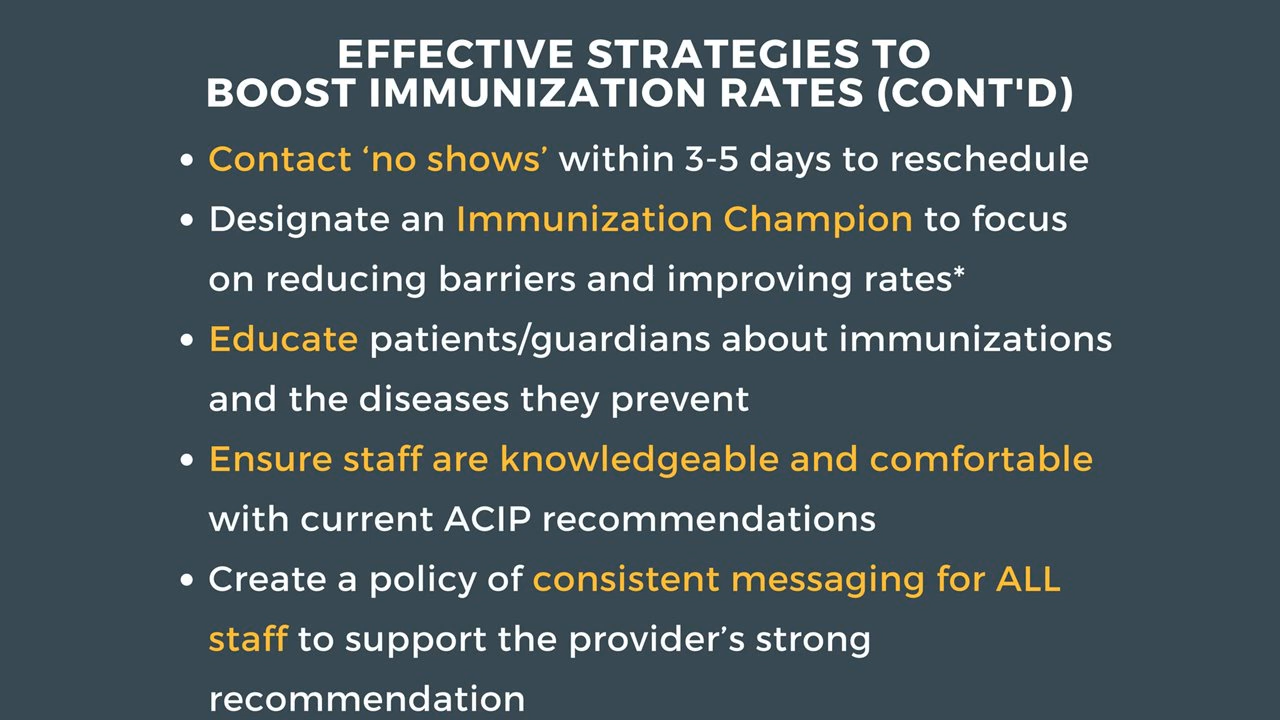 EFFECTIVE STRATEGIES TO
BOOST IMMUNIZATION RATES (CONT'D)
• Contact ‘no shows’ within 3-5 days to reschedule
• Designate an Immunization Champion to focus
on reducing barriers and improving rates*
• Educate patients/guardians about immunizations
and the diseases they prevent
• Ensure staff are knowledgeable and comfortable
with current ACIP recommendations
• Create a policy of consistent messaging for ALL
staff to support the provider’s strong
recommendation